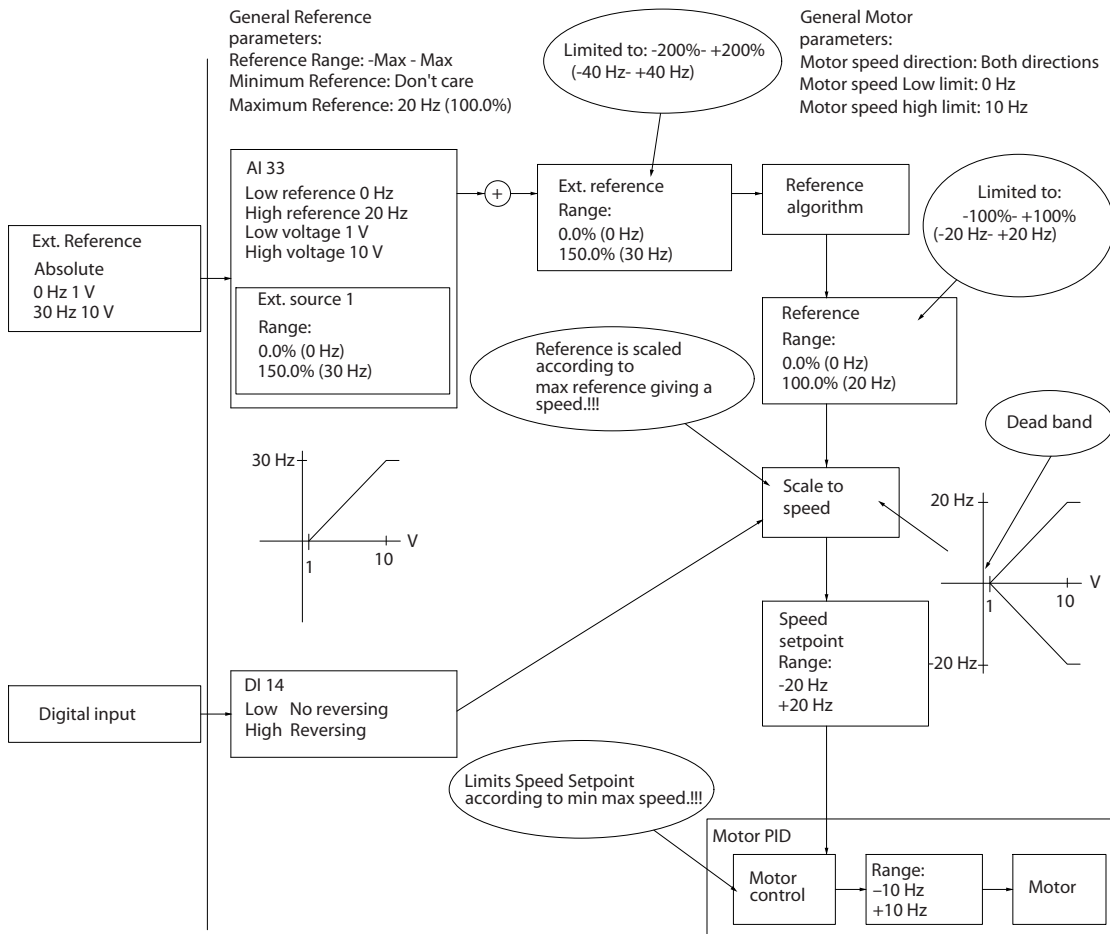 General Reference
parameters:
Reference Range: -Max - Max
Minimum Reference: Don't care
Maximum Reference: 20 Hz (100.0%)
Limited to: -200%- +200%
(-40 Hz- +40 Hz)
General Motor
parameters:
Motor speed direction: Both directions
Motor speed Low limit: 0 Hz
Motor speed high limit: 10 Hz
Ext. Reference
Absolute
0 Hz 1 V
30 Hz 10 V
AI 33
Low reference 0 Hz
High reference 20 Hz
Low voltage 1 V
High voltage 10 V
Ext. source 1
Range:
0.0% (0 Hz)
150.0% (30 Hz)
+
Ext. reference
Range:
0.0% (0 Hz)
150.0% (30 Hz)
Reference
algorithm
Limited to:
-100%- +100%
(-20 Hz- +20 Hz)
Reference
Range:
0.0% (0 Hz)
100.0% (20 Hz)
Reference is scaled
according to
max reference giving a
speed.!!!
Dead band
30 Hz
V
1
10
Scale to
speed
20 Hz
V
1
10
-20 Hz
Speed
setpoint
Range:
-20 Hz
+20 Hz
Digital input
DI 14
Low No reversing
High Reversing
Limits Speed Setpoint
according to min max speed.!!!
Motor PID
Motor
control
Range:
–10 Hz
+10 Hz
Motor